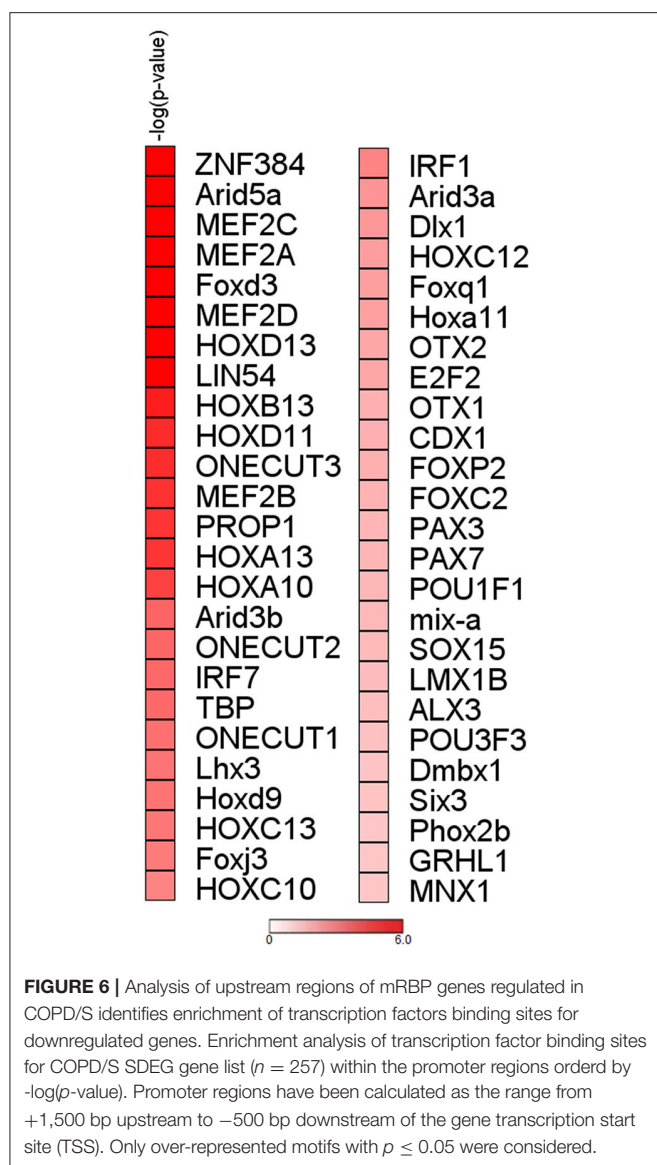 -log(p-value)
ZNF384
Arid5a
MEF2C
MEF2A
Foxd3
MEF2D
HOXD13
LIN54
HOXB13
HOXD11
ONECUT3
MEF2B
PROP1
HOXA13
HOXA10
Arid3b
ONECUT2
IRF7
TBP
ONECUT1
Lhx3
Hoxd9
HOXC13
Foxj3
HOXC10
IRF1
Arid3a
Dlx1
HOXC12
Foxq1
Hoxa11
OTX2
E2F2
OTX1
CDX1
FOXP2
FOXC2
PAX3
PAX7
POU1F1
mix-a
SOX15
LMX1B
ALX3
POU3F3
Dmbx1
Six3
Phox2b
GRHL1
MNX1
0 6.0
FIGURE 6 | Analysis of upstream regions of mRBP genes regulated in
COPD/S identifies enrichment of transcription factors binding sites for
downregulated genes. Enrichment analysis of transcription factor binding sites
for COPD/S SDEG gene list (n = 257) within the promoter regions orderd by
-log(p-value). Promoter regions have been calculated as the range from
+1,500 bp upstream to −500 bp downstream of the gene transcription start
site (TSS). Only over-represented motifs with p ≤ 0.05 were considered.